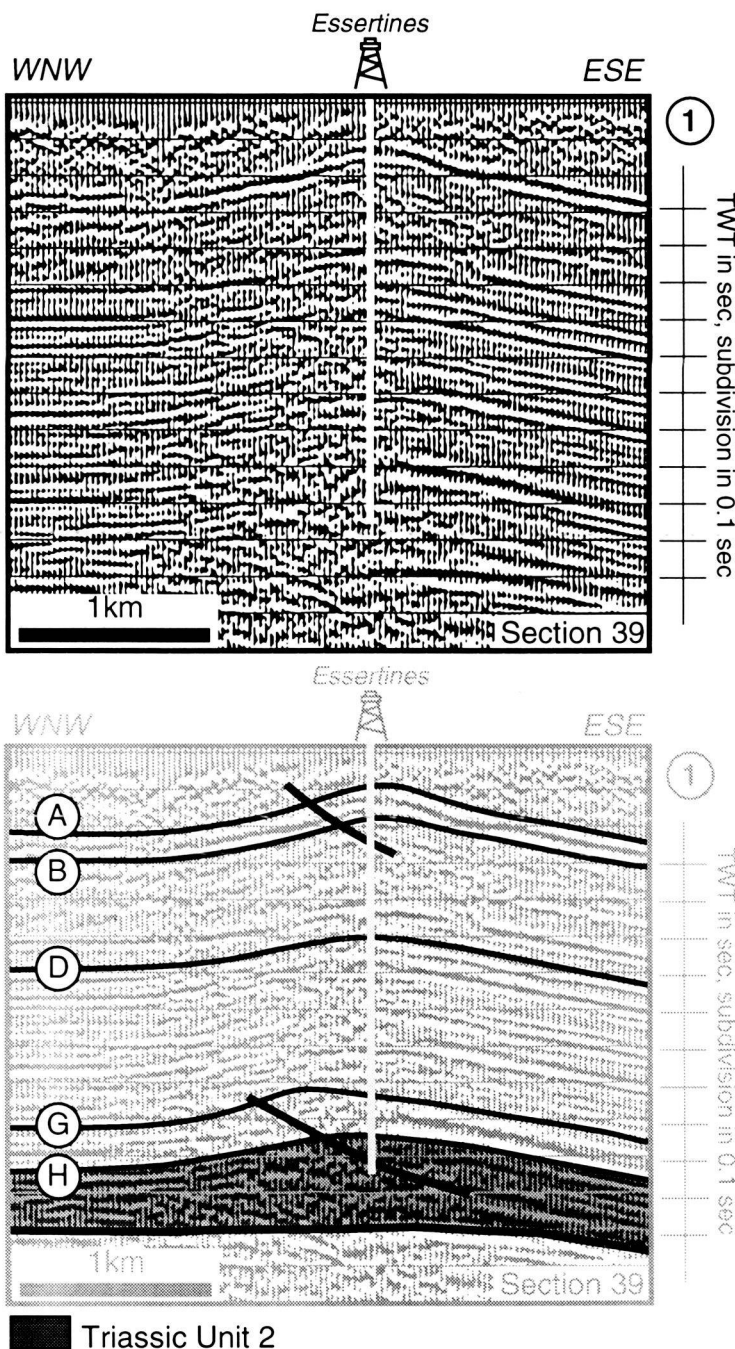 Essertines
WNW ESE
1
TWT in sec, subdivision in 0.1 sec
1km
Section 39
Essertines
WNW ESE
1
A
B
TWT in sec, subdivision in 0.1 sec
D
G
H
1km
Section 39
Triassic Unit 2